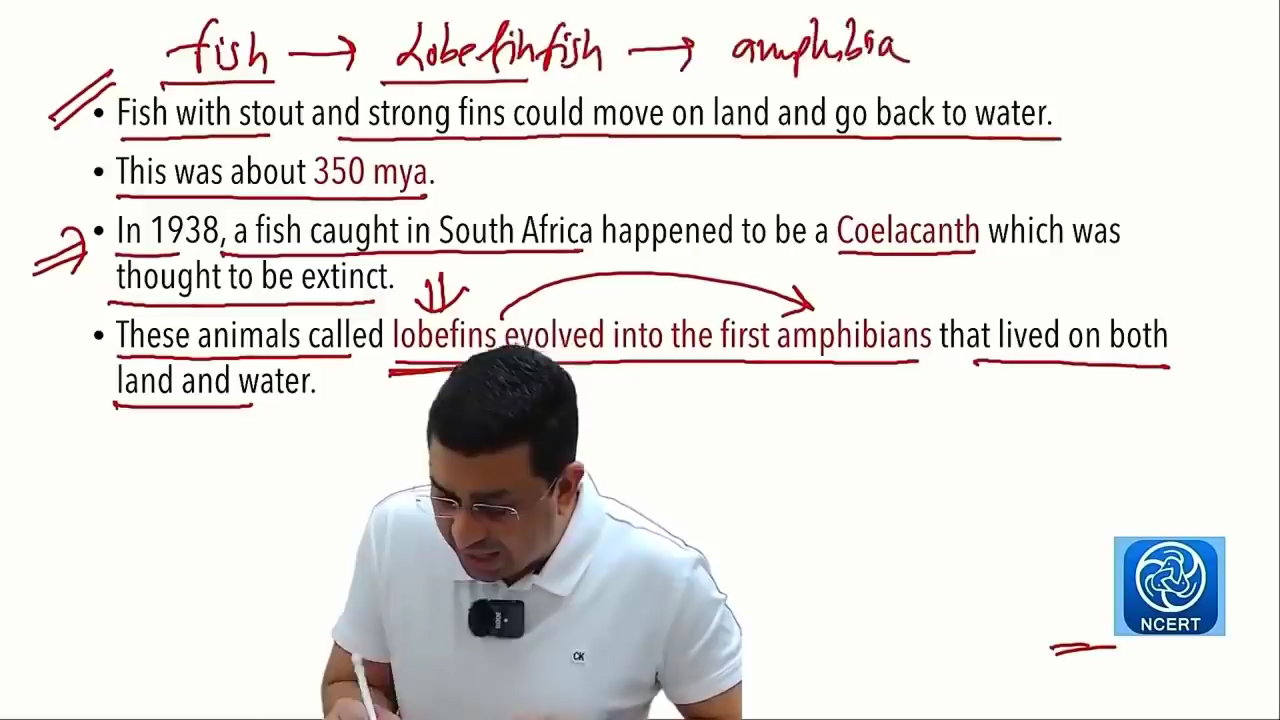 fish → Lobefinfish → amphibia
• Fish with stout and strong fins could move on land and go back to water.
• This was about 350 mya.
• In 1938, a fish caught in South Africa happened to be a Coelacanth which was
thought to be extinct.
• These animals called lobefins evolved into the first amphibians that lived on both
land and water.
RØDE
CK
NCERT